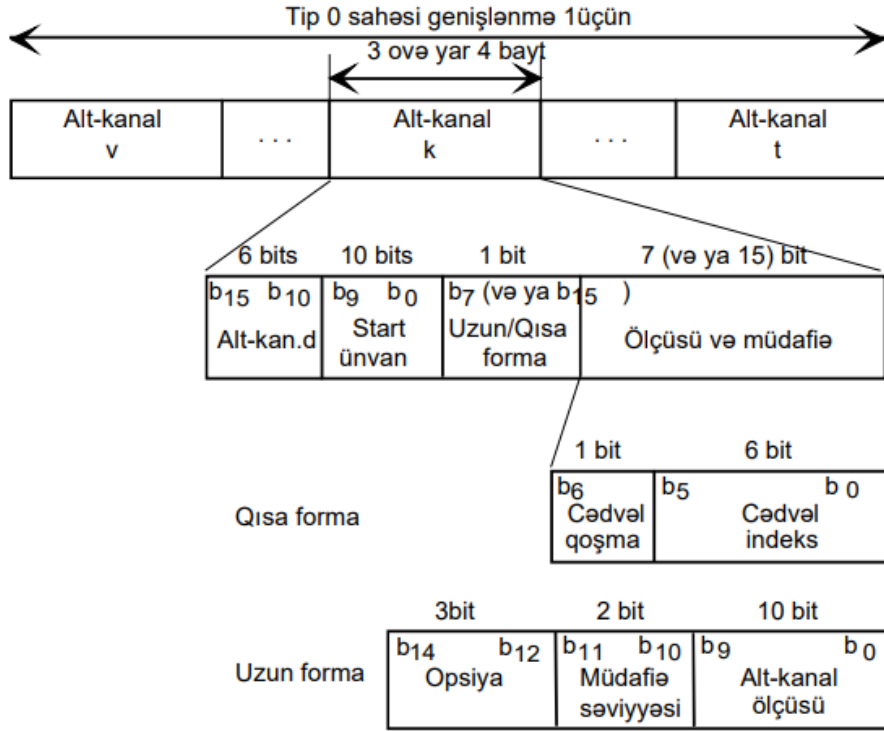 Tip 0 sahəsi genişlənmə 1üçün
3 ovə yar 4 bayt
Alt-kanal
v
. . .
Alt-kanal
k
. . .
Alt-kanal
t
6 bits
10 bits
1 bit
7 (və ya 15) bit
b15 b10
Alt-kan.d
b9 b0
Start
ünvan
b7 (və ya b15 )
Uzun/Qısa
forma
Ölçüsü və müdafiə
1 bit
6 bit
Qısa forma
b6
Cədvəl
qoşma
b5 b 0
Cədvəl
indeks
3bit
2 bit
10 bit
Uzun forma
b14 b12
Opsiya
b11 b10
Müdafiə
səviyyəsi
b9 b0
Alt-kanal
ölçüsü